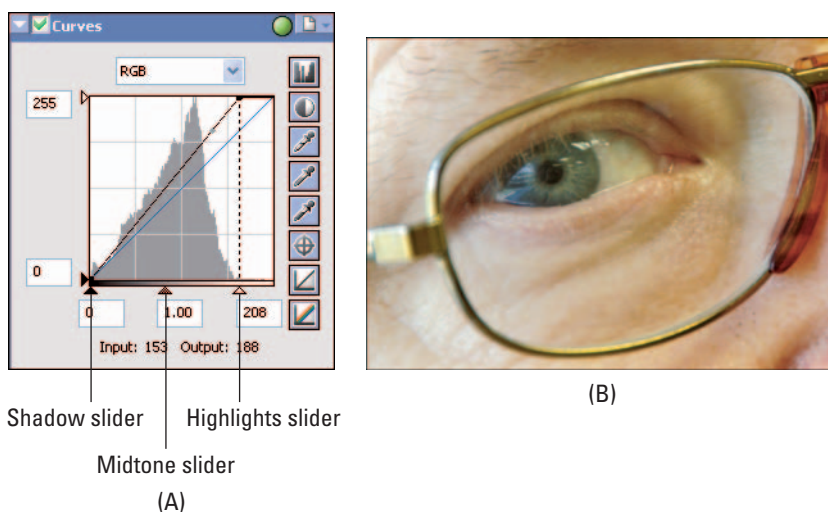 Curves
RGB
255
0
0 1.00 208
Input: 153 Output: 188
Shadow slider Highlights slider
Midtone slider
(A)
(B)